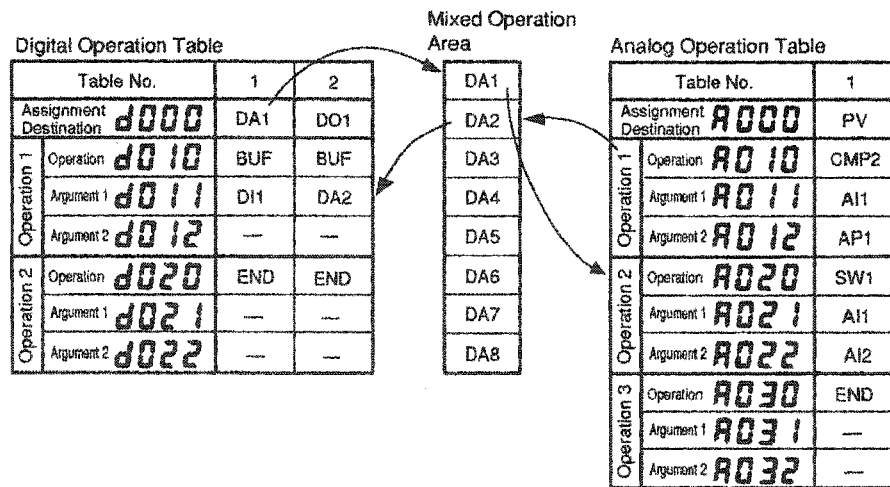 Mixed Operation
Area
Digital Operation Table
Analog Operation Table
Table No. 1 2
Assignment Destination d000 DA1 DO1
Operation 1
Operation d010 BUF BUF
Argument 1 d011 DI1 DA2
Argument 2 d012 — —
Operation 2
Operation d020 END END
Argument 1 d021 — —
Argument 2 d022 — —
DA1
DA2
DA3
DA4
DA5
DA6
DA7
DA8
Table No. 1
Assignment Destination A000 PV
Operation 1
Operation A010 CMP2
Argument 1 A011 AI1
Argument 2 A012 AP1
Operation 2
Operation A020 SW1
Argument 1 A021 AI1
Argument 2 A022 AI2
Operation 3
Operation A030 END
Argument 1 A031 —
Argument 2 A032 —